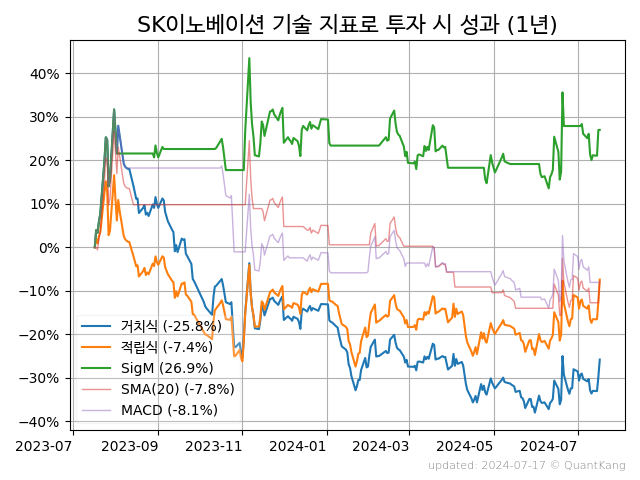 SK이노베이션 기술 지표로 투자 시 성과 (1년)
40%
30%
20%
10%
0%
−10%
−20%
−30%
−40%
거치식 (-25.8%)
적립식 (-7.4%)
SigM (26.9%)
SMA(20) (-7.8%)
MACD (-8.1%)
2023-07 2023-09 2023-11 2024-01 2024-03 2024-05 2024-07
updated: 2024-07-17 © QuantKang